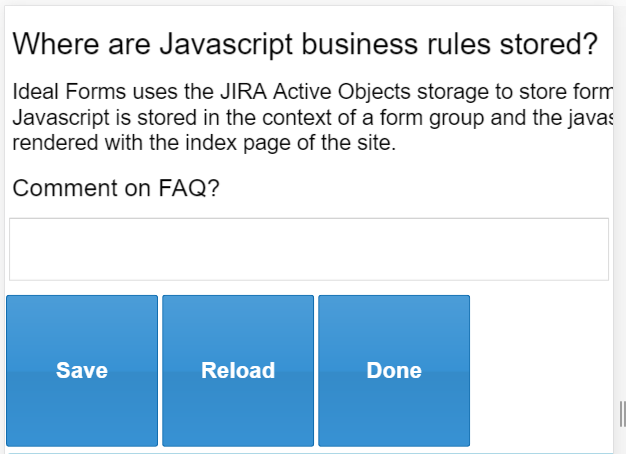 Where are Javascript business rules stored?
Ideal Forms uses the JIRA Active Objects storage to store form
Javascript is stored in the context of a form group and the
rendered with the index page of the site.
Comment on FAQ?
Save Reload Done